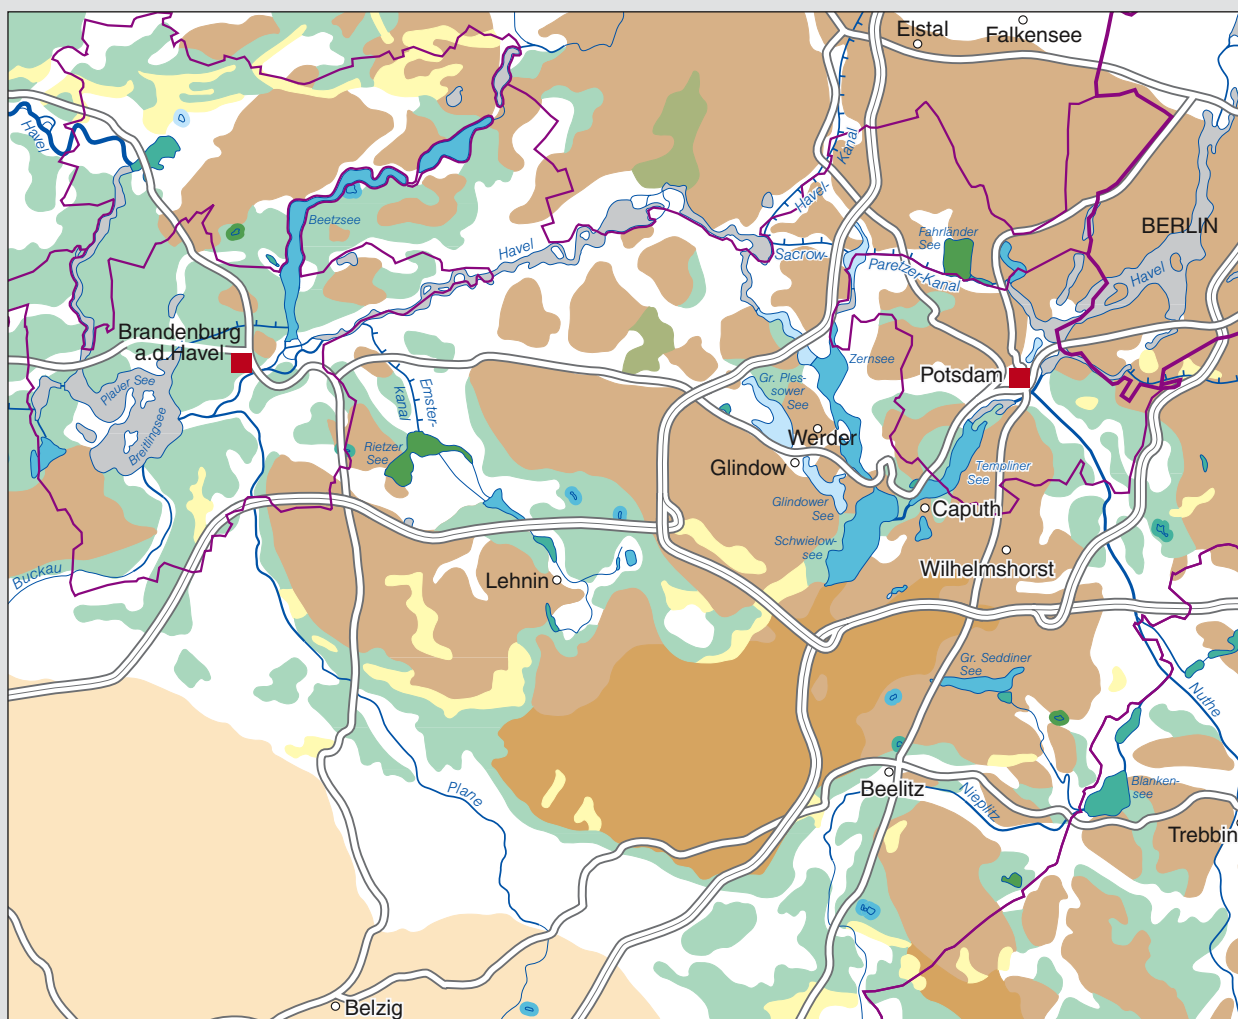 Elstal
Falkensee
Havel
Kanal
Havel-
Beetzsee
Fahrländer
See
BERLIN
Havel
Sacrow-
Paretzer-Kanal
Havel
Brandenburg
a.d.Havel
Zernsee
Plauer See
Gr. Ples-
sower
See
Potsdam
Emster-
kanal
Breitlingsee
Rietzer
See
Werder
Glindow
Templiner
See
Glindower
See
Caputh
Schwielow-
see
Buckau
Lehnin
Wilhelmshorst
Gr. Seddiner
See
Nuthe
Plane
Beelitz
Nieplitz
Blanken-
see
Trebbin
Belzig